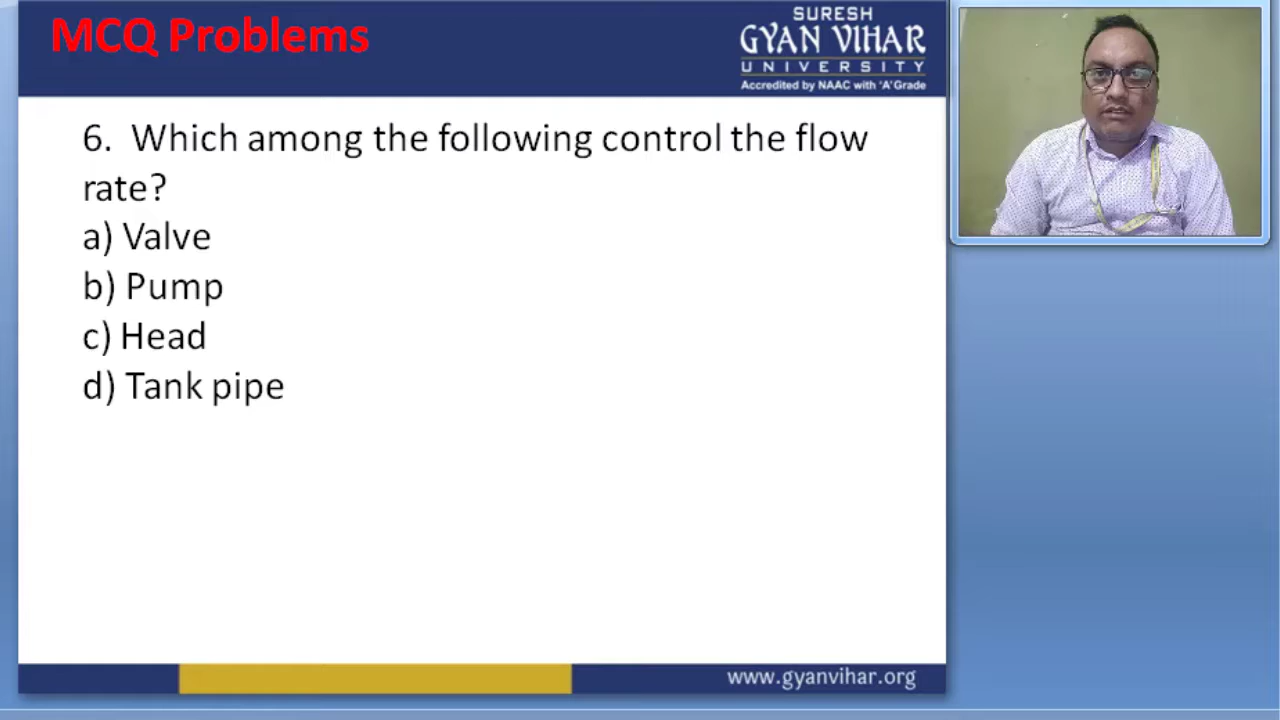 MCQ Problems
SURESH
GYAN VIHAR
UNIVERSITY
Accredited by NAAC with 'A' Grade
6. Which among the following control the flow
rate?
a) Valve
b) Pump
c) Head
d) Tank pipe
www.gyanvihar.org